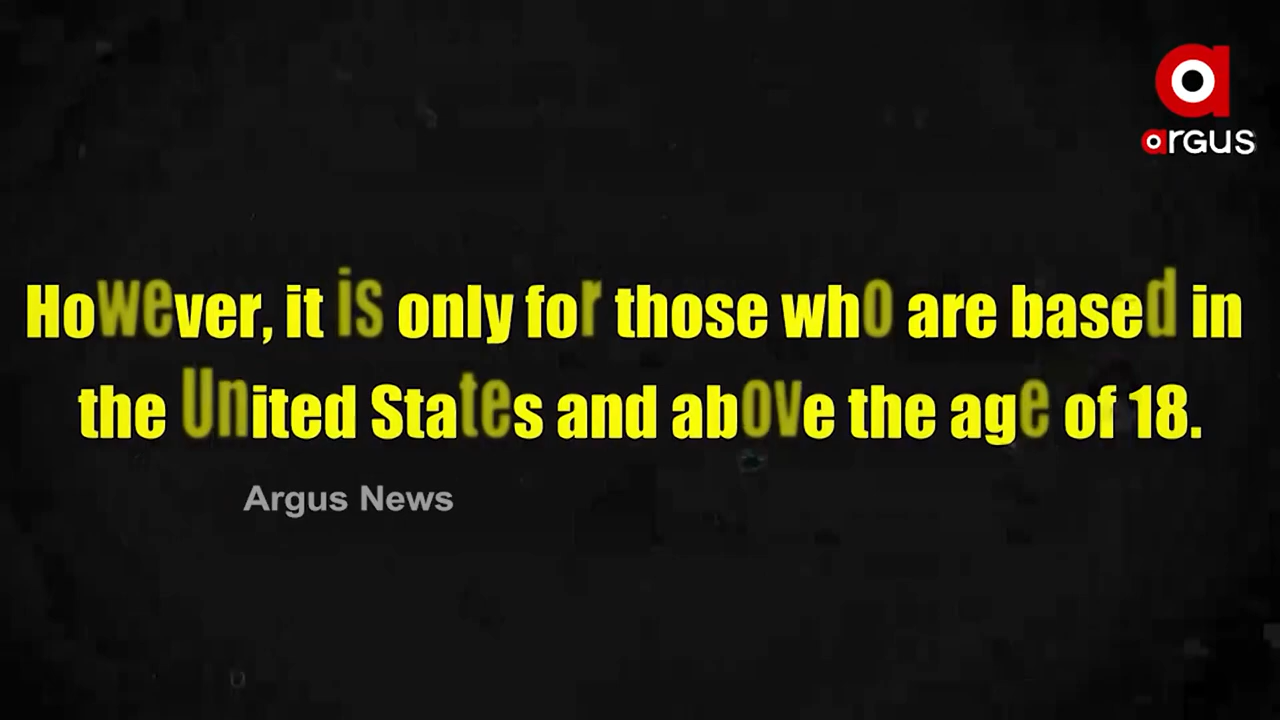 argus
However, it is only for those who are based in
the United States and above the age of 18.
Argus News